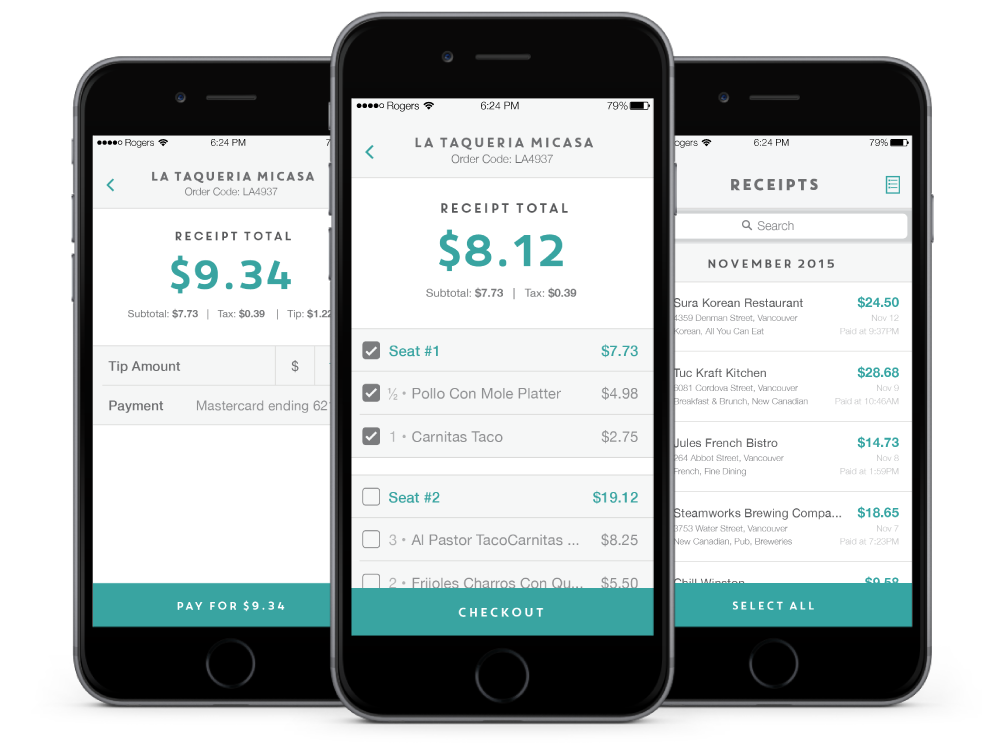 Rogers 6:24 PM 7
LA TAQUERIA MICASA
Order Code: LA4937
RECEIPT TOTAL
$9.34
Subtotal: $7.73 | Tax: $0.39 | Tip: $1.22
Tip Amount $
Payment Mastercard ending 62
PAY FOR $9.34
Rogers 6:24 PM 79%
LA TAQUERIA MICASA
Order Code: LA4937
RECEIPT TOTAL
$8.12
Subtotal: $7.73 | Tax: $0.39
Seat #1 $7.73
½ • Pollo Con Mole Platter $4.98
1 • Carnitas Taco $2.75
Seat #2 $19.12
3 • Al Pastor TacoCarnitas ... $8.25
2 • Frijoles Charros Con Qu... $5.50
CHECKOUT
ogers 6:24 PM 79%
RECEIPTS
Search
NOVEMBER 2015
Sura Korean Restaurant $24.50
4359 Denman Street, Vancouver Nov 12
Korean, All You Can Eat Paid at 9:37PM
Tuc Kraft Kitchen $28.68
5081 Cordova Street, Vancouver Nov 9
Breakfast & Brunch, New Canadian Paid at 10:46AM
Jules French Bistro $14.73
264 Abbot Street, Vancouver Nov 8
French, Fine Dining Paid at 1:59PM
Steamworks Brewing Compa... $18.65
3753 Water Street, Vancouver Nov 7
New Canadian, Pub, Breweries Paid at 7:23PM
Chill Winston $9.58
SELECT ALL